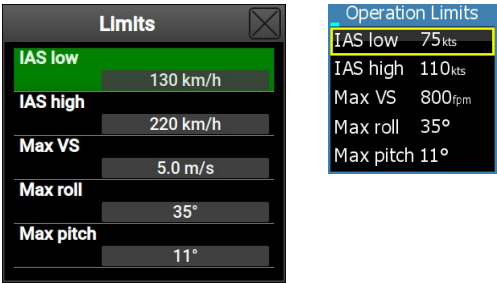 Limits
IAS low
130 km/h
IAS high
220 km/h
Max VS
5.0 m/s
Max roll
35°
Max pitch
11°
Operation Limits
IAS low 75kts
IAS high 110kts
Max VS 800fpm
Max roll 35°
Max pitch 11°